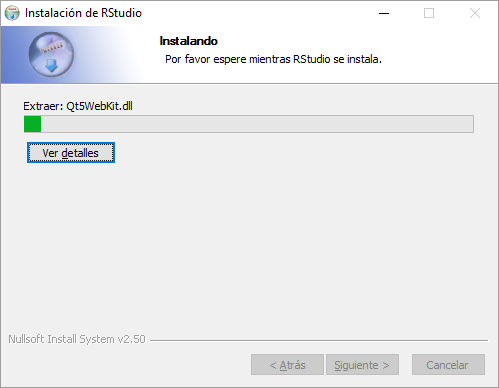 Instalación de RStudio
Instalando
Por favor espere mientras RStudio se instala.
Extraer: Qt5WebKit.dll
Ver detalles
Nullsoft Install System v2.50
< Atrás
Siguiente >
Cancelar